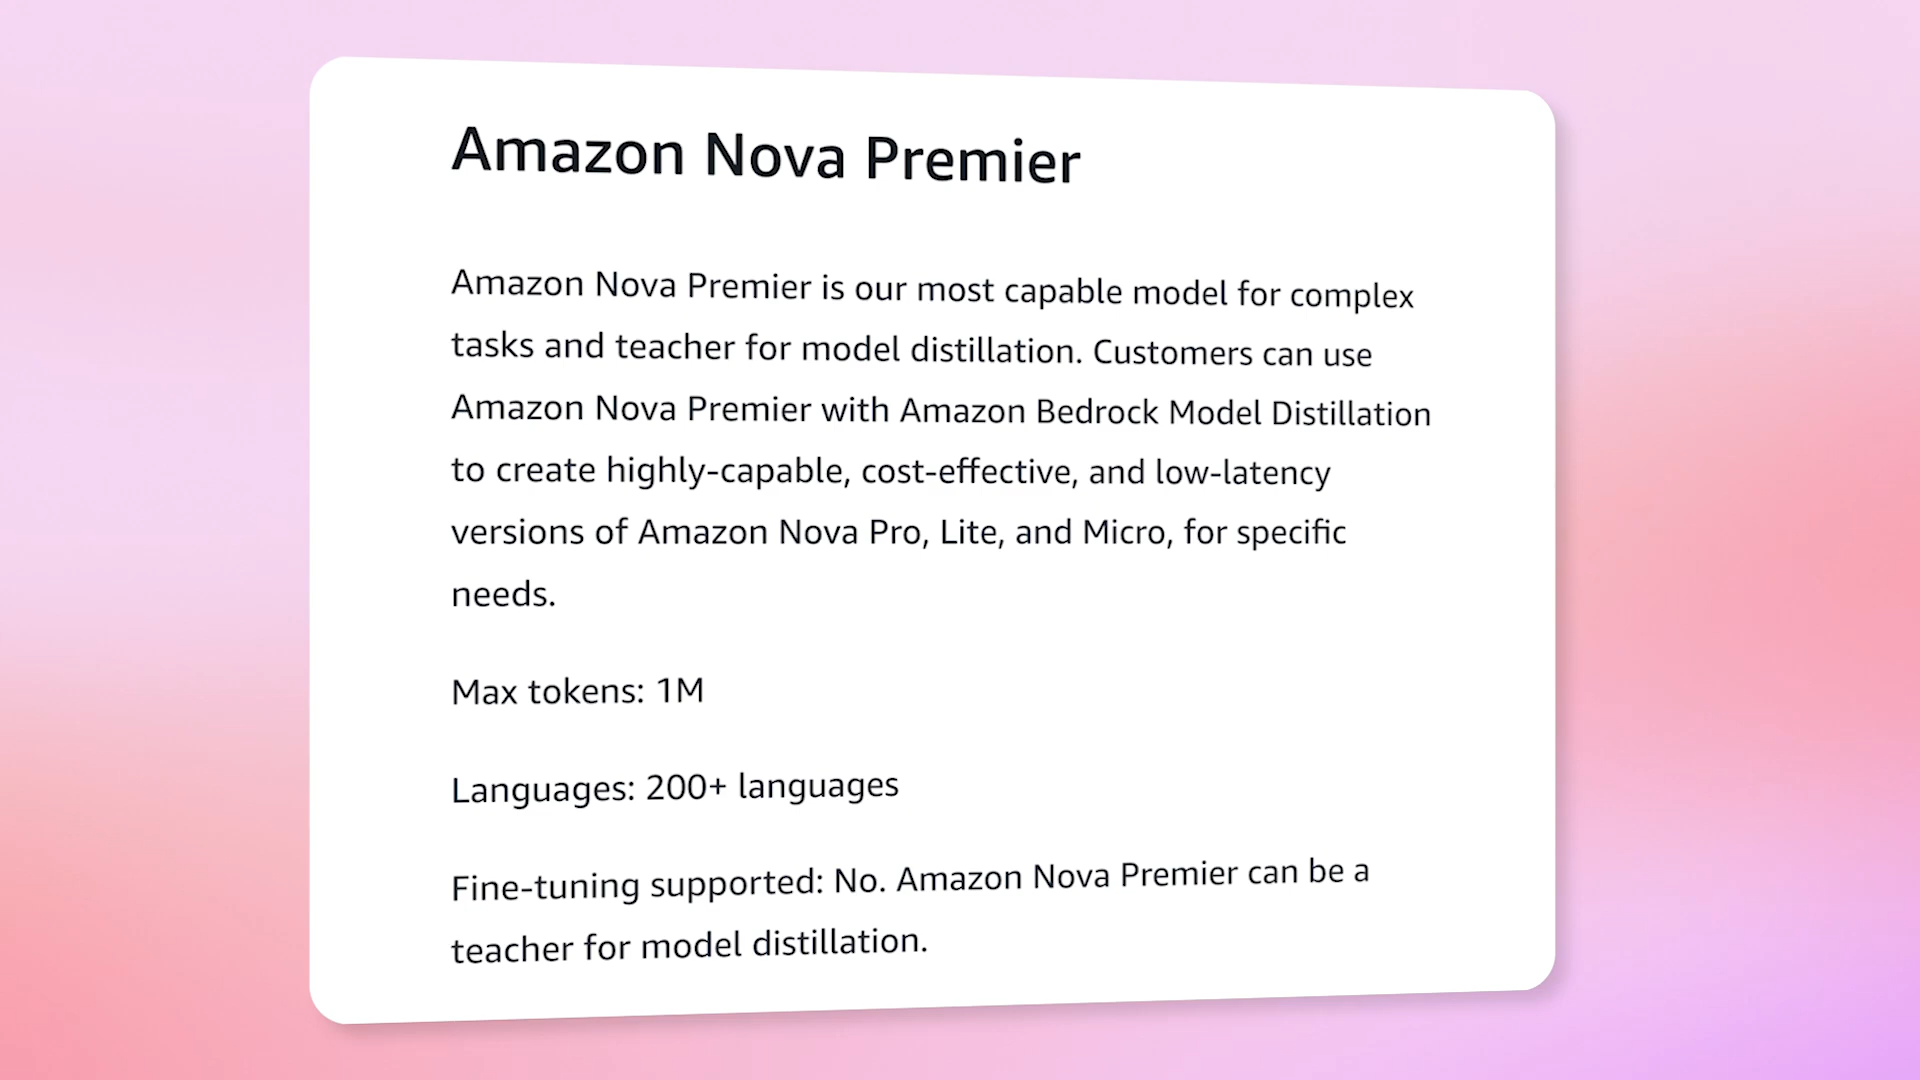 Amazon Nova Premier
Amazon Nova Premier is our most capable model for complex
tasks and teacher for model distillation. Customers can use
Amazon Nova Premier with Amazon Bedrock Model Distillation
to create highly-capable, cost-effective, and low-latency
versions of Amazon Nova Pro, Lite, and Micro, for specific
needs.
Max tokens: 1M
Languages: 200+ languages
Fine-tuning supported: No. Amazon Nova Premier can be a
teacher for model distillation.